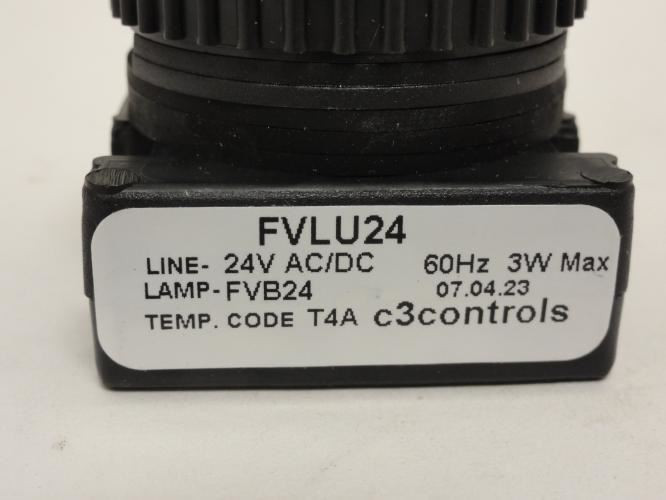 FVLU24
LINE- 24V AC/DC 60Hz 3W Max
LAMP-FVB24 07.04.23
TEMP. CODE T4A c3controls